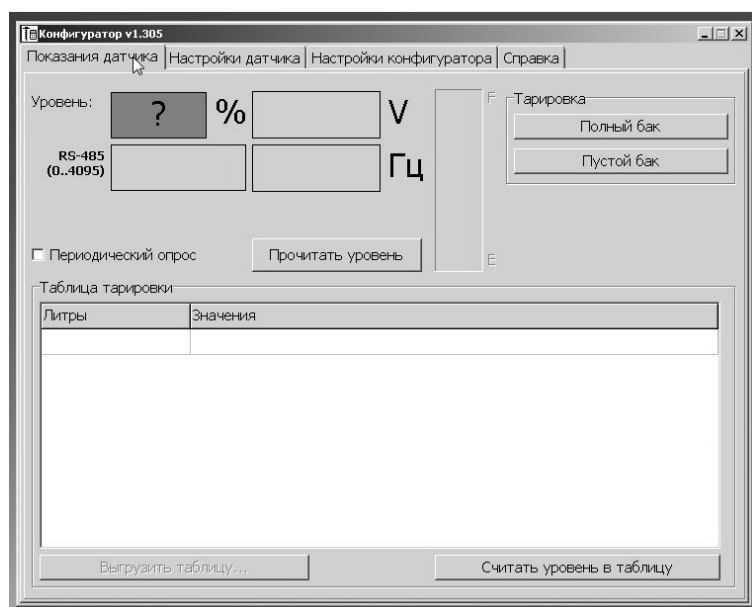 Конфигуратор v1.305
Показания датчика Настройки датчика Настройки конфигуратора Справка
Уровень: ? % V
RS-485
(0..4095) Гц
F
E
Тарировка
Полный бак
Пустой бак
Периодический опрос Прочитать уровень
Таблица тарировки
Литры Значения
Выгрузить таблицу... Считать уровень в таблицу